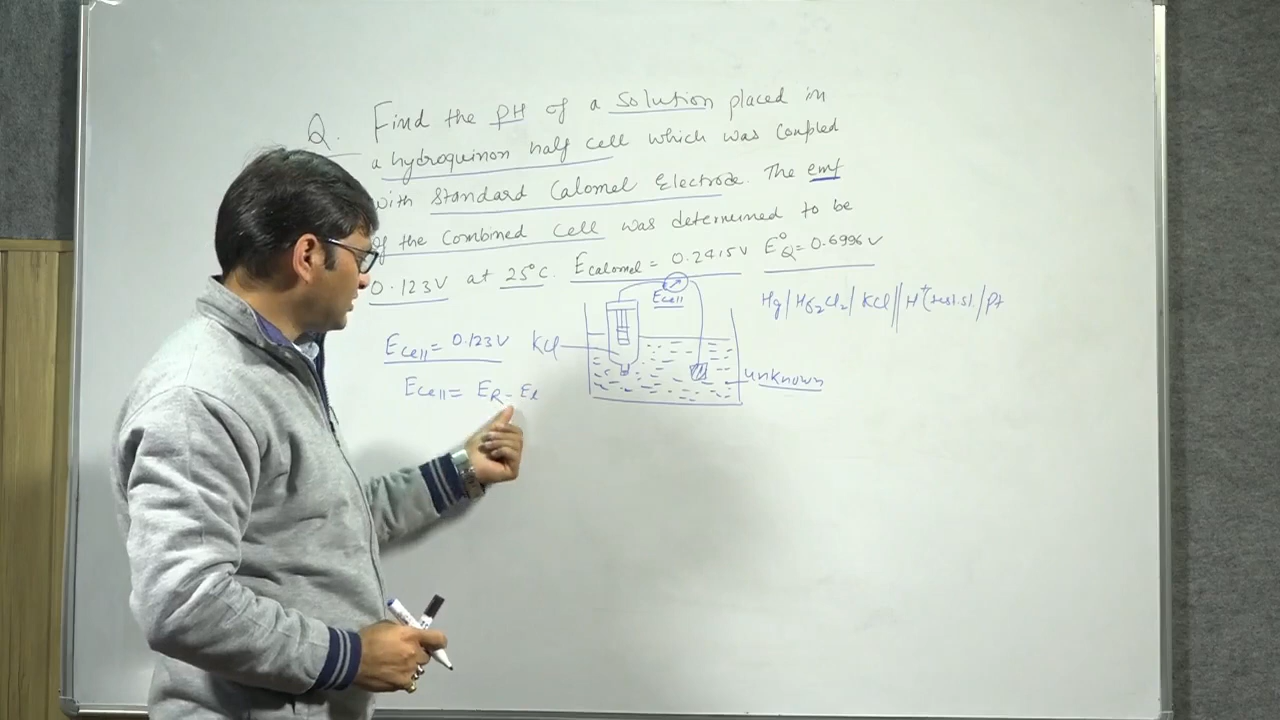 Q. Find the pH of a solution placed in
a hydroquinon half cell which was coupled
with Standard Calomel Electrode. The emf
of the Combined Cell was determined to be
0.123V at 25°C. Ecalomel = 0.2415V E°Q = 0.6996V
Ecell
Hg/Hg2Cl2/KCl//H+(test.sl./Pt
Ecell = 0.123V
KCl
unknown
Ecell = ER - EL